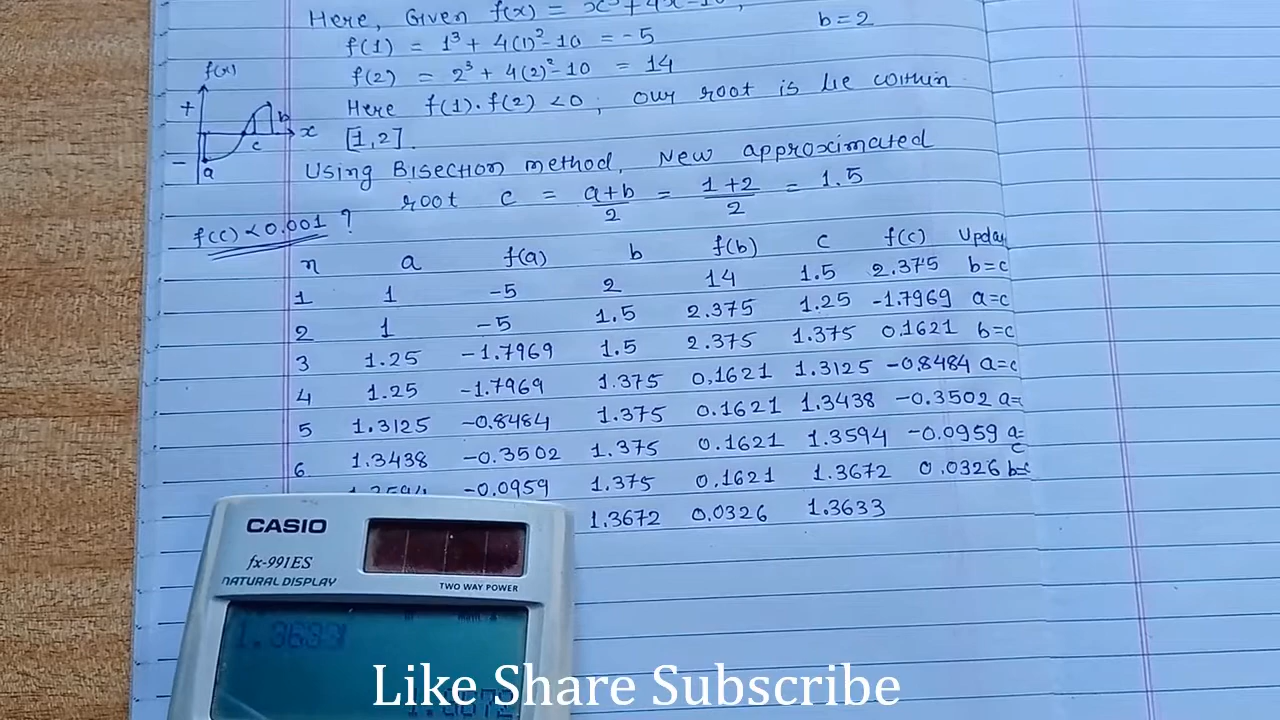 Here, Given f(x) = x³ + 4x²-10,
b = 2
f(1) = 1³ + 4(1)²-10 = -5
f(2) = 2³ + 4(2)²-10 = 14
Here f(1).f(2) <0, our root is lie within
[1,2].
f(x)
+
b
x
c
-
a
Using Bisection method, New approximated
root c = a+b/2 = 1+2/2 = 1.5
f(c) < 0.001 ?
n a f(a) b f(b) c f(c) Updat
1 1 -5 2 14 1.5 2.375 b=c
2 1 -5 1.5 2.375 1.25 -1.7969 a=c
3 1.25 -1.7969 1.5 2.375 1.375 0.1621 b=c
4 1.25 -1.7969 1.375 0.1621 1.3125 -0.8484 a=c
5 1.3125 -0.8484 1.375 0.1621 1.3438 -0.3502 a=
6 1.3438 -0.3502 1.375 0.1621 1.3594 -0.0959 a=c
1.3594 -0.0959 1.375 0.1621 1.3672 0.0326 b=c
1.3672 0.0326 1.3633
CASIO
fx-991ES
NATURAL DISPLAY
TWO WAY POWER
1.3633
1.3672
Like Share Subscribe